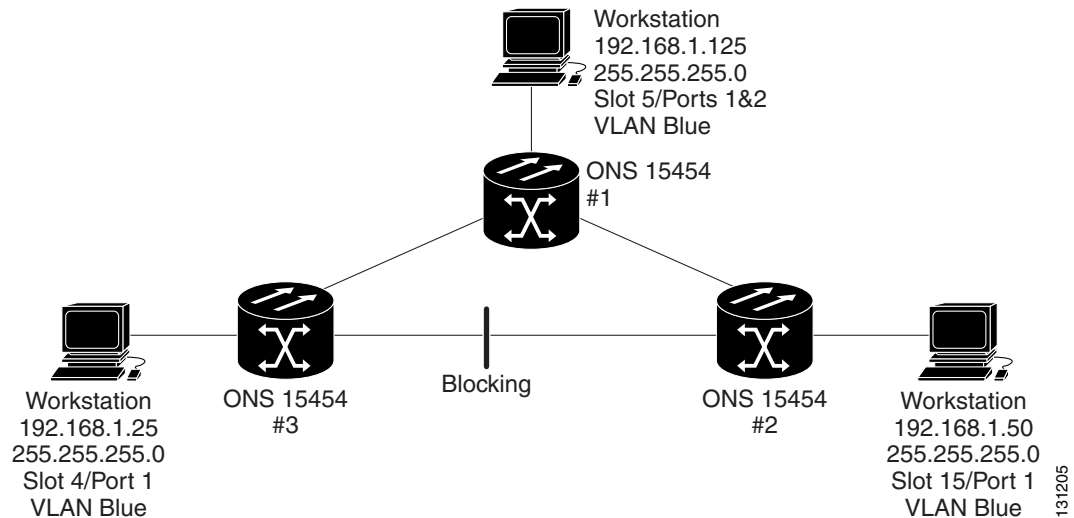 Workstation
192.168.1.125
255.255.255.0
Slot 5/Ports 1&2
VLAN Blue
ONS 15454
#1
Blocking
Workstation
192.168.1.25
255.255.255.0
Slot 4/Port 1
VLAN Blue
ONS 15454
#3
ONS 15454
#2
Workstation
192.168.1.50
255.255.255.0
Slot 15/Port 1
VLAN Blue
131205